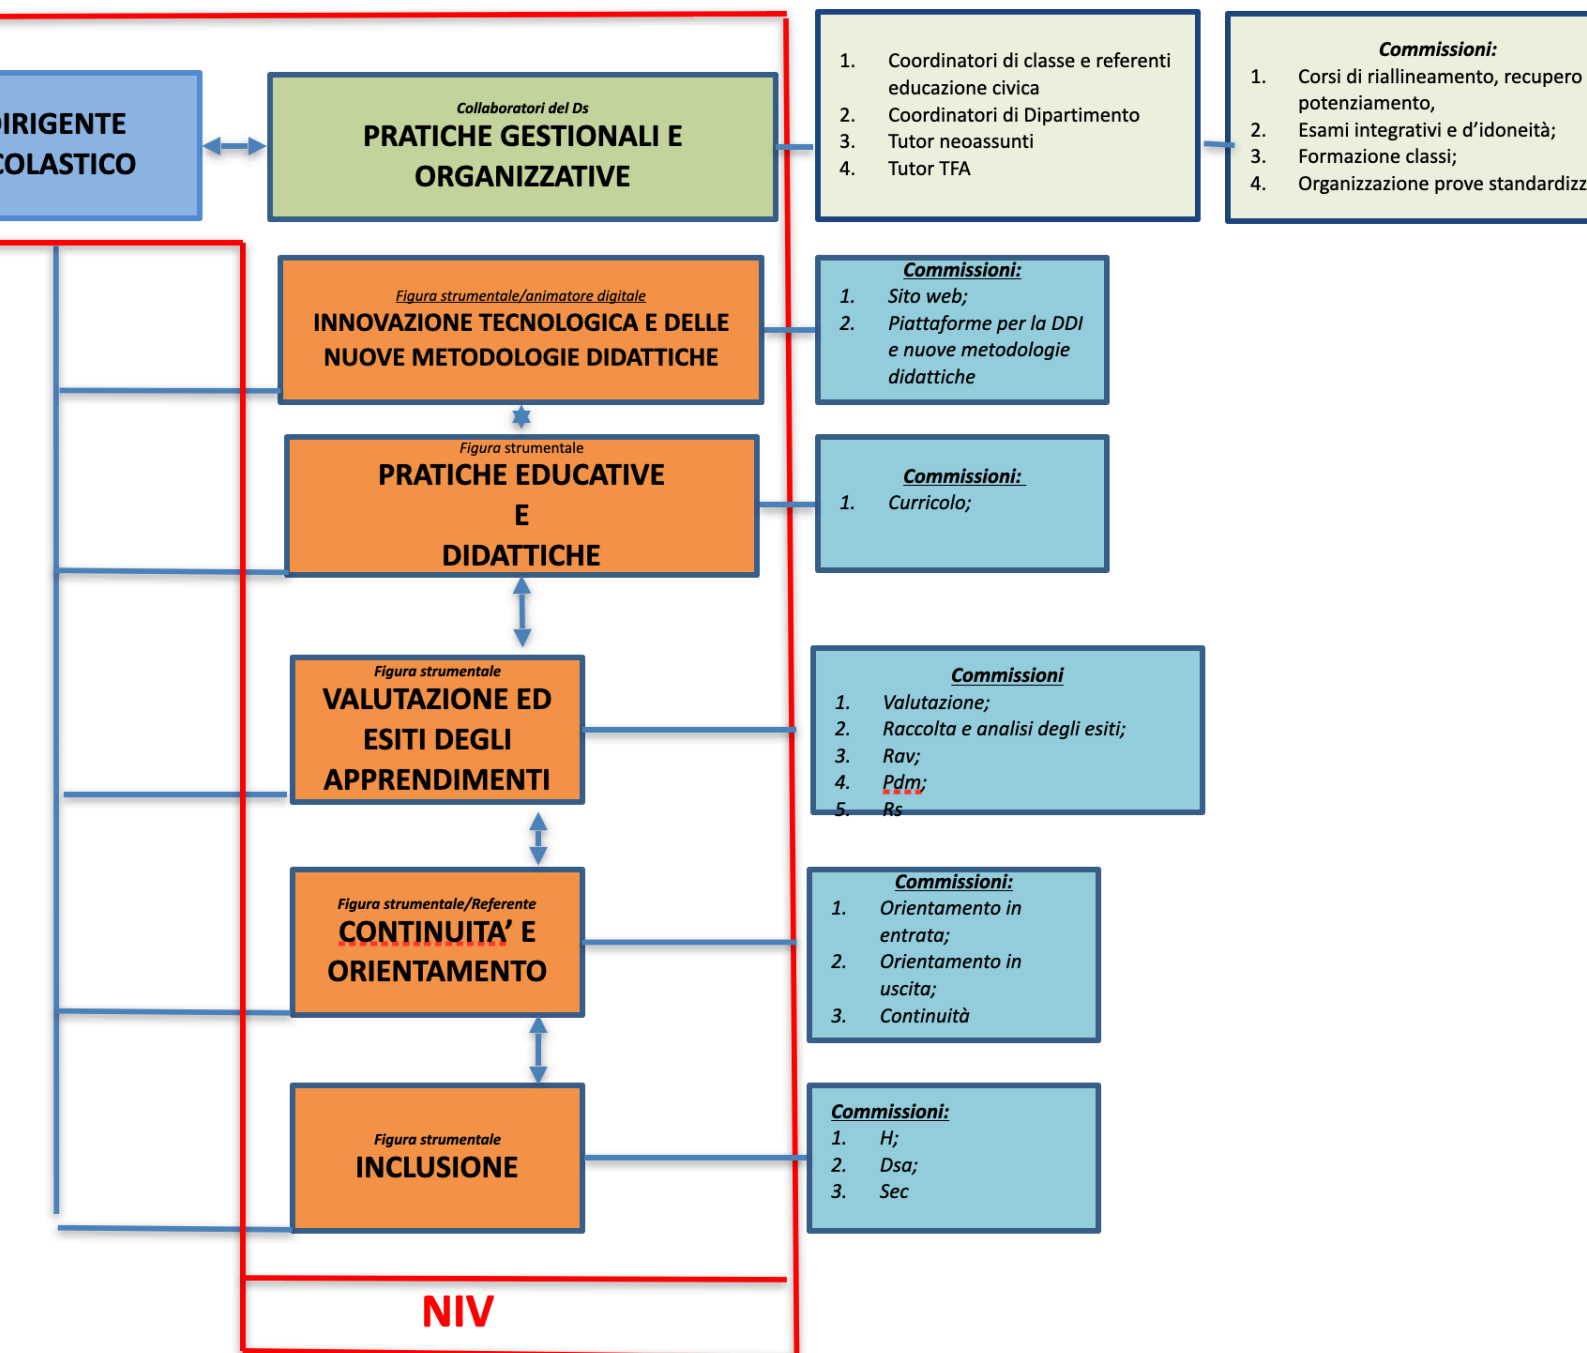 IRIGENTE
COLASTICO
Collaboratori del Ds
PRATICHE GESTIONALI E
ORGANIZZATIVE
1. Coordinatori di classe e referenti
educazione civica
2. Coordinatori di Dipartimento
3. Tutor neoassunti
4. Tutor TFA
Commissioni:
1. Corsi di riallineamento, recupero
potenziamento,
2. Esami integrativi e d’idoneità;
3. Formazione classi;
4. Organizzazione prove standardizz
Figura strumentale/animatore digitale
INNOVAZIONE TECNOLOGICA E DELLE
NUOVE METODOLOGIE DIDATTICHE
Commissioni:
1. Sito web;
2. Piattaforme per la DDI
e nuove metodologie
didattiche
Figura strumentale
PRATICHE EDUCATIVE
E
DIDATTICHE
Commissioni:
1. Curricolo;
Figura strumentale
VALUTAZIONE ED
ESITI DEGLI
APPRENDIMENTI
Commissioni
1. Valutazione;
2. Raccolta e analisi degli esiti;
3. Rav;
4. Pdm;
5. Rs
Figura strumentale/Referente
CONTINUITA’ E
ORIENTAMENTO
Commissioni:
1. Orientamento in
entrata;
2. Orientamento in
uscita;
3. Continuità
Figura strumentale
INCLUSIONE
Commissioni:
1. H;
2. Dsa;
3. Sec
NIV